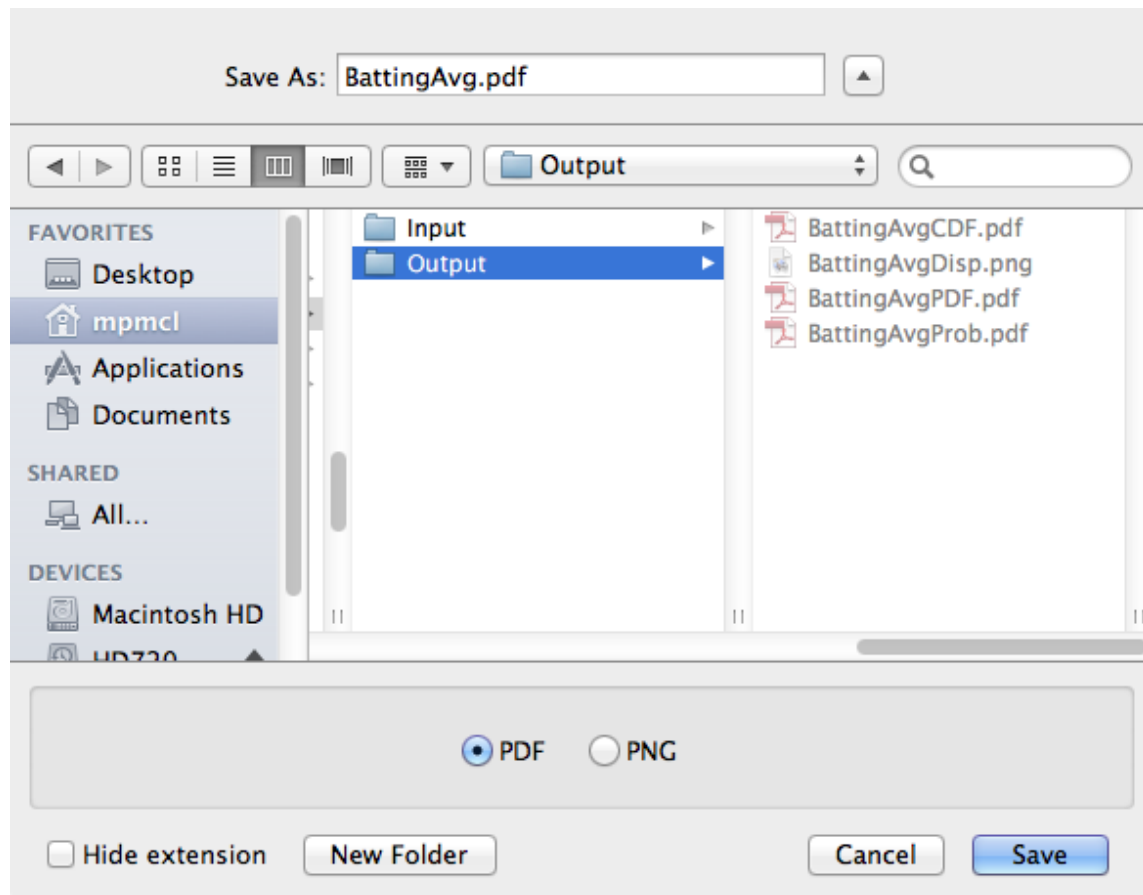 Save As: BattingAvg.pdf
Output
FAVORITES
Desktop
mpmcl
Applications
Documents
SHARED
All...
DEVICES
Macintosh HD
HD720
Input
Output
BattingAvgCDF.pdf
BattingAvgDisp.png
BattingAvgPDF.pdf
BattingAvgProb.pdf
PDF PNG
Hide extension New Folder Cancel Save